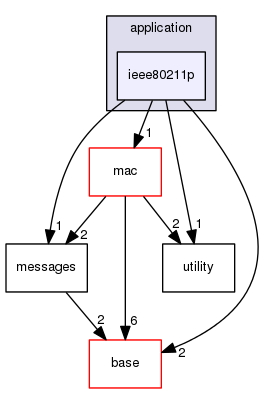 application
ieee80211p
1
mac
1
2
2
1
messages
utility
2
6
2
base